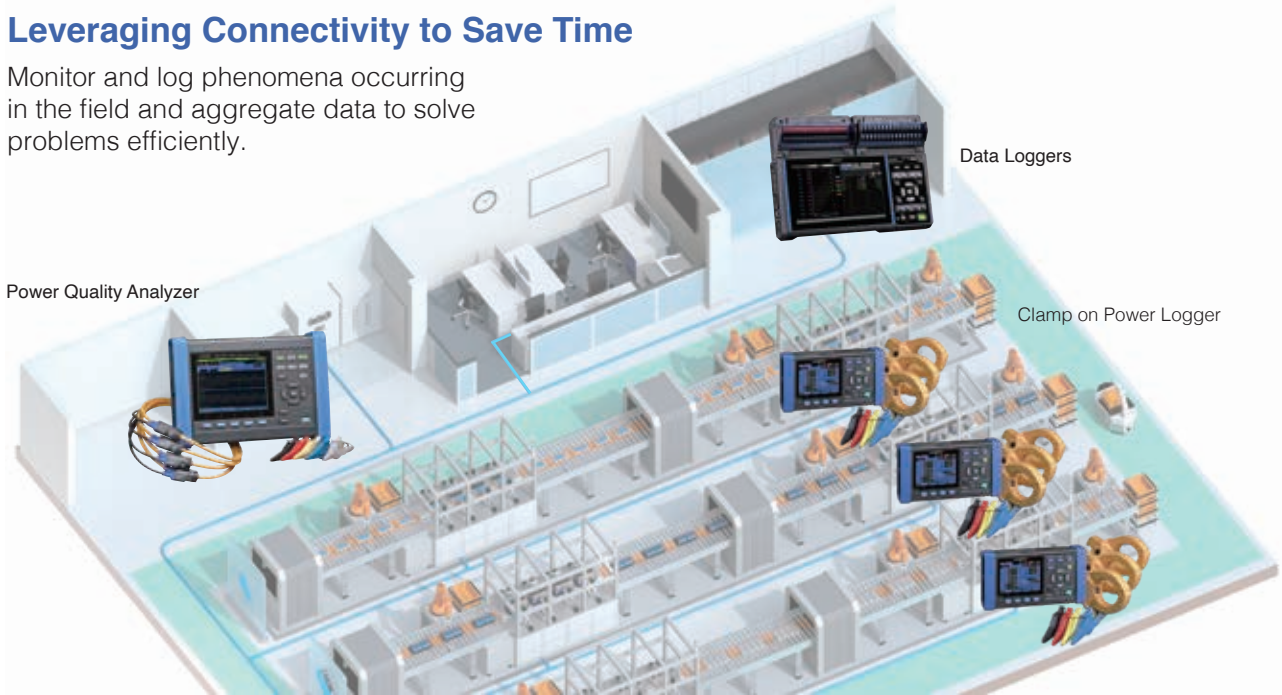 Leveraging Connectivity to Save Time
Monitor and log phenomena occurring
in the field and aggregate data to solve
problems efficiently.
Data Loggers
Power Quality Analyzer
Clamp on Power Logger